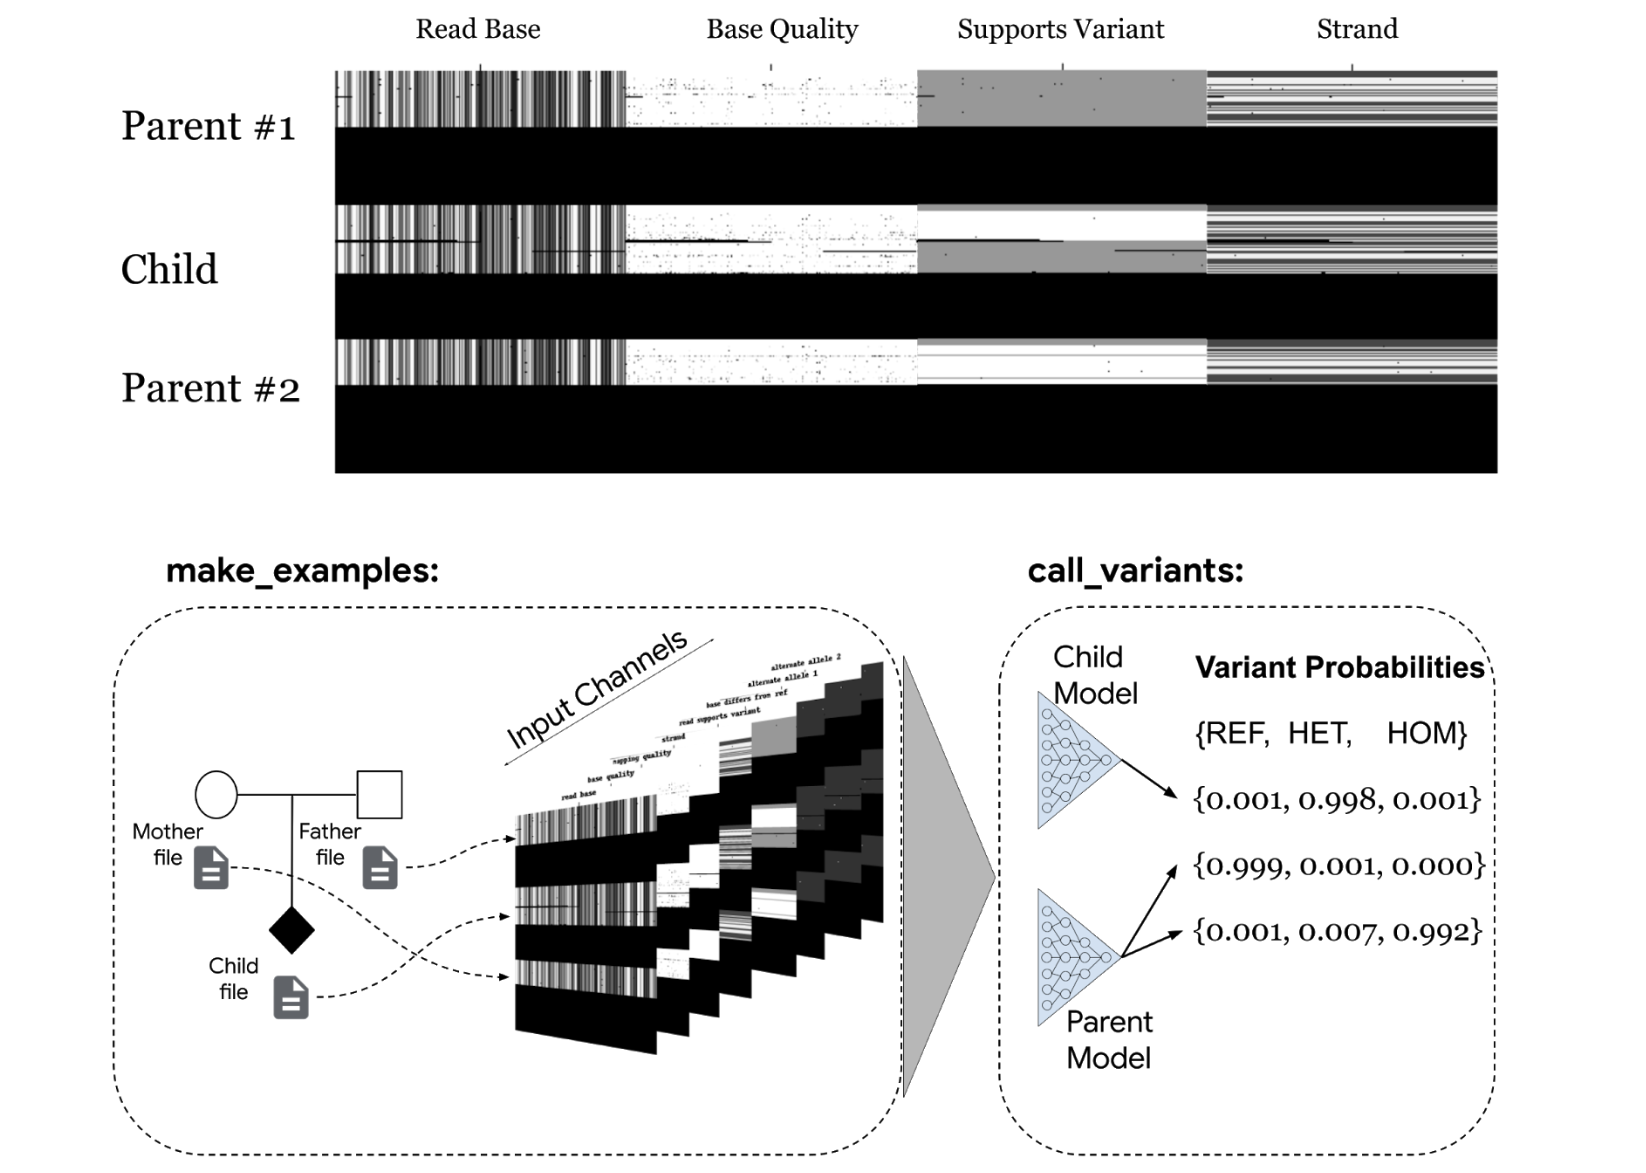 Read Base
Base Quality
Supports Variant
Strand
Parent #1
Child
Parent #2
make_examples:
Input Channels
alternate allele 2
alternate allele 1
base differs from ref
read supports variant
strand
mapping quality
base quality
read base
Mother
file
Father
file
Child
file
call_variants:
Child
Model
Variant Probabilities
{REF, HET, HOM}
{0.001, 0.998, 0.001}
{0.999, 0.001, 0.000}
{0.001, 0.007, 0.992}
Parent
Model